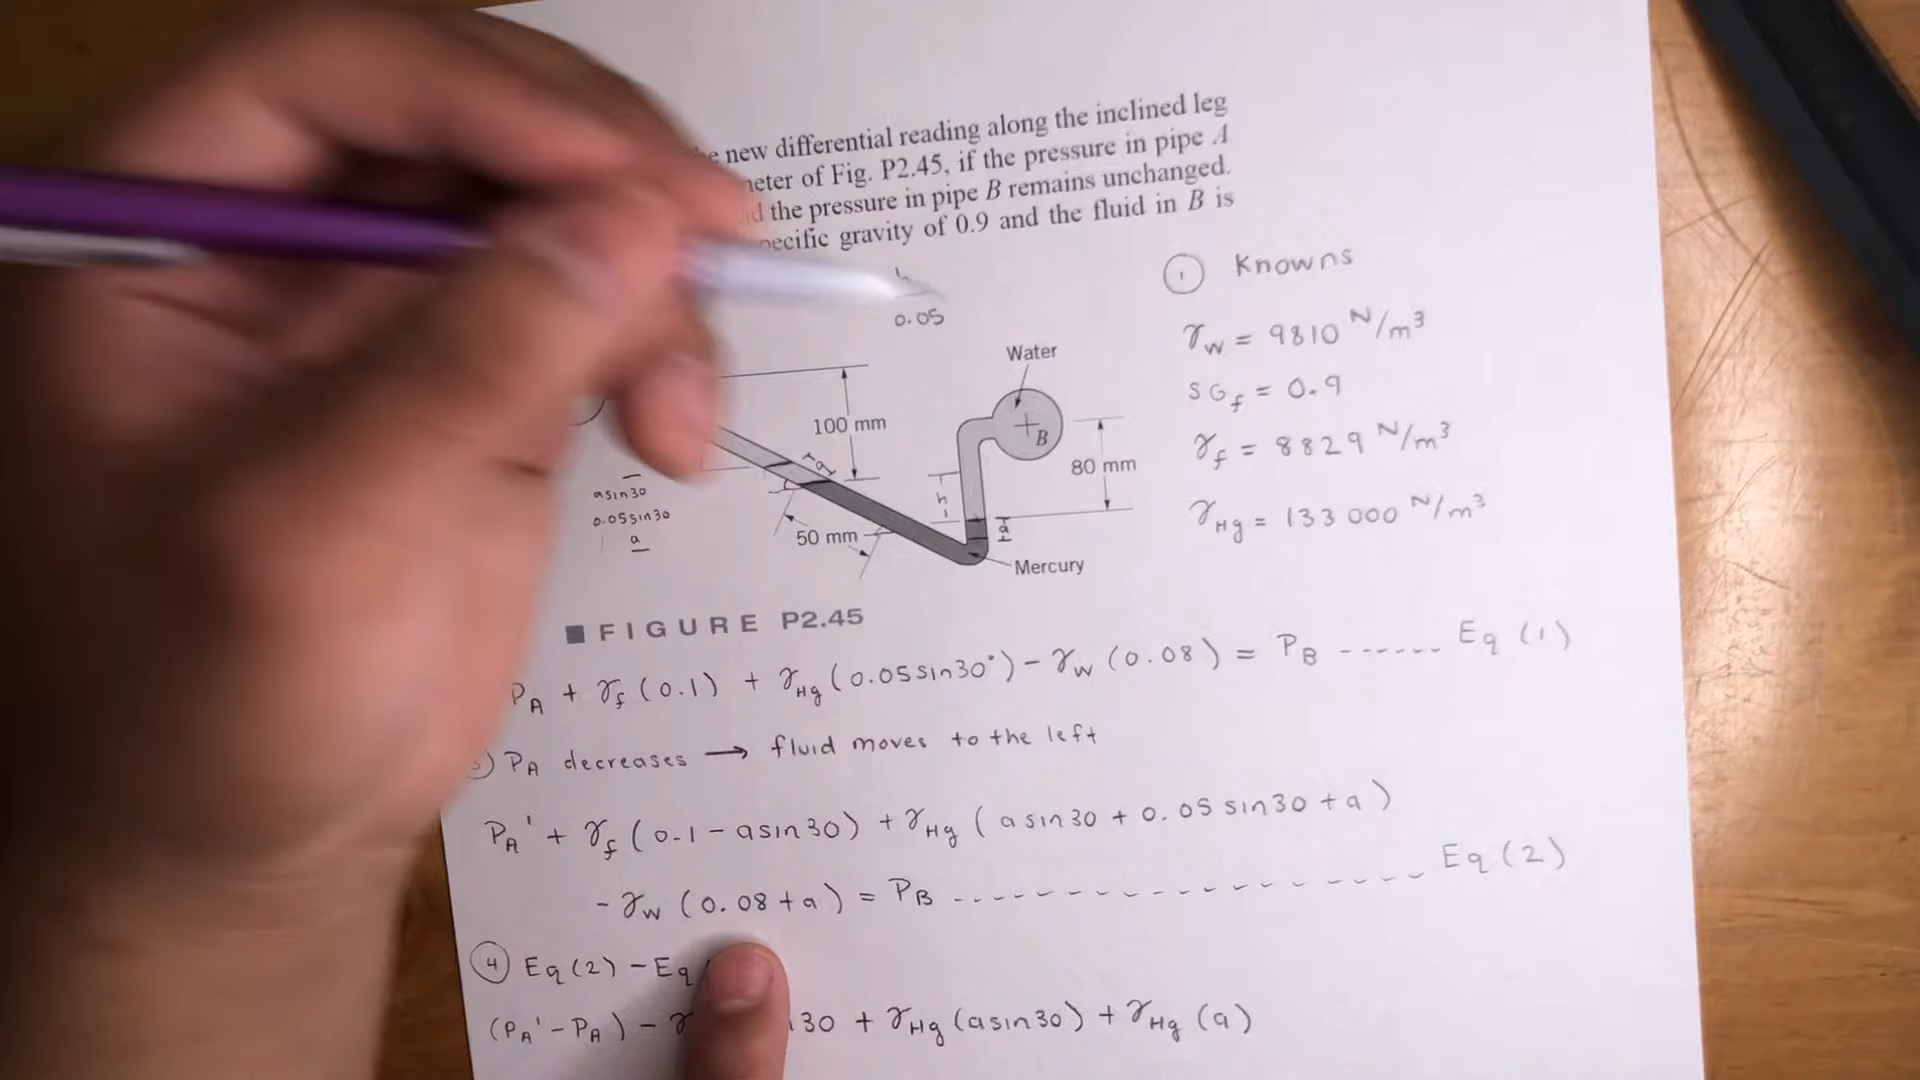 new differential reading along the inclined leg
of Fig. P2.45, if the pressure in pipe A
the pressure in pipe B remains unchanged.
gravity of 0.9 and the fluid in B is
① Knowns
0.05
γw = 9810 N/m³
Water
SGf = 0.9
100 mm
B
γf = 8829 N/m³
80 mm
a
h
asin30
0.05sin30
a
50 mm
a
γHg = 133 000 N/m³
Mercury
FIGURE P2.45
PA + γf (0.1) + γHg (0.05sin30°) - γw (0.08) = PB ------ Eq (1)
PA decreases → fluid moves to the left
PA' + γf (0.1 - asin30) + γHg (asin30 + 0.05 sin30 + a)
- γw (0.08 + a) = PB - - - - - - - - - - - - - - Eq (2)
④ Eq (2) - Eq
(PA' - PA) - 30 + γHg (asin30) + γHg (a)